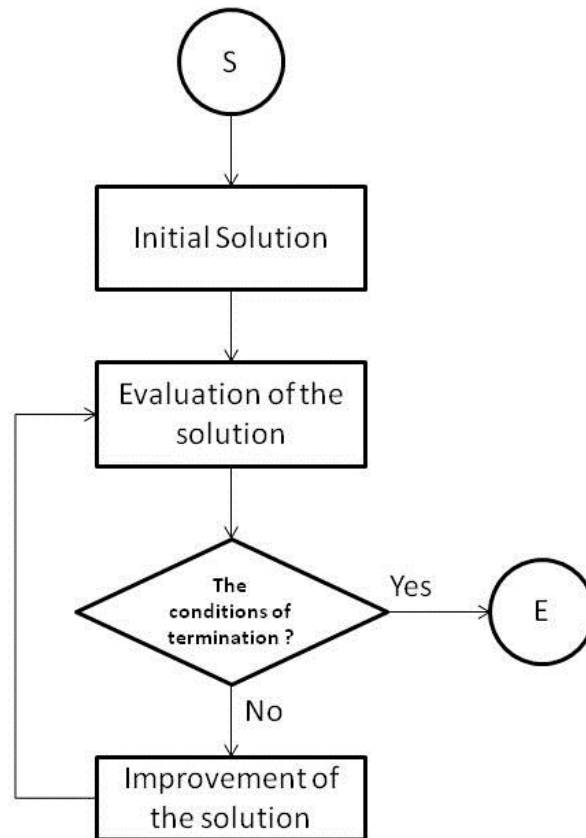 S
Initial Solution
Evaluation of the
solution
The
conditions of
termination ?
Yes
E
No
Improvement of
the solution